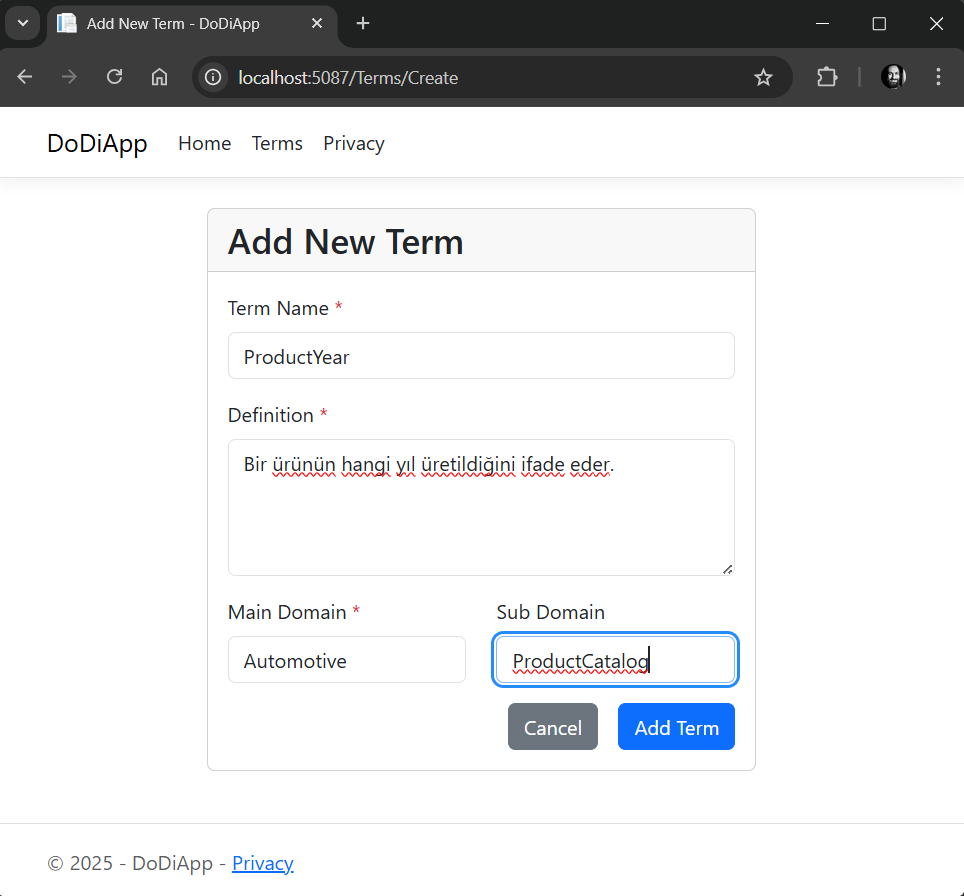 Add New Term - DoDiApp
localhost:5087/Terms/Create
DoDiApp Home Terms Privacy
Add New Term
Term Name *
ProductYear
Definition *
Bir ürünün hangi yıl üretildiğini ifade eder.
Main Domain * Sub Domain
Automotive ProductCatalog
Cancel Add Term
© 2025 - DoDiApp - Privacy